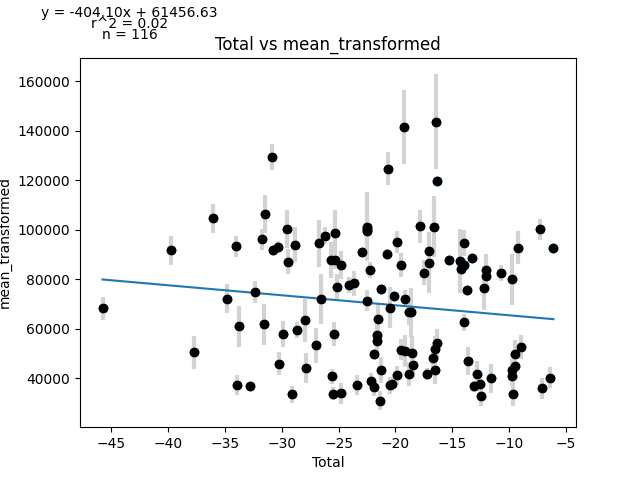 y = -404.10x + 61456.63
r^2 = 0.02
n = 116
Total vs mean_transformed
160000
140000
120000
100000
80000
60000
40000
mean_transformed
−45 −40 −35 −30 −25 −20 −15 −10 −5
Total